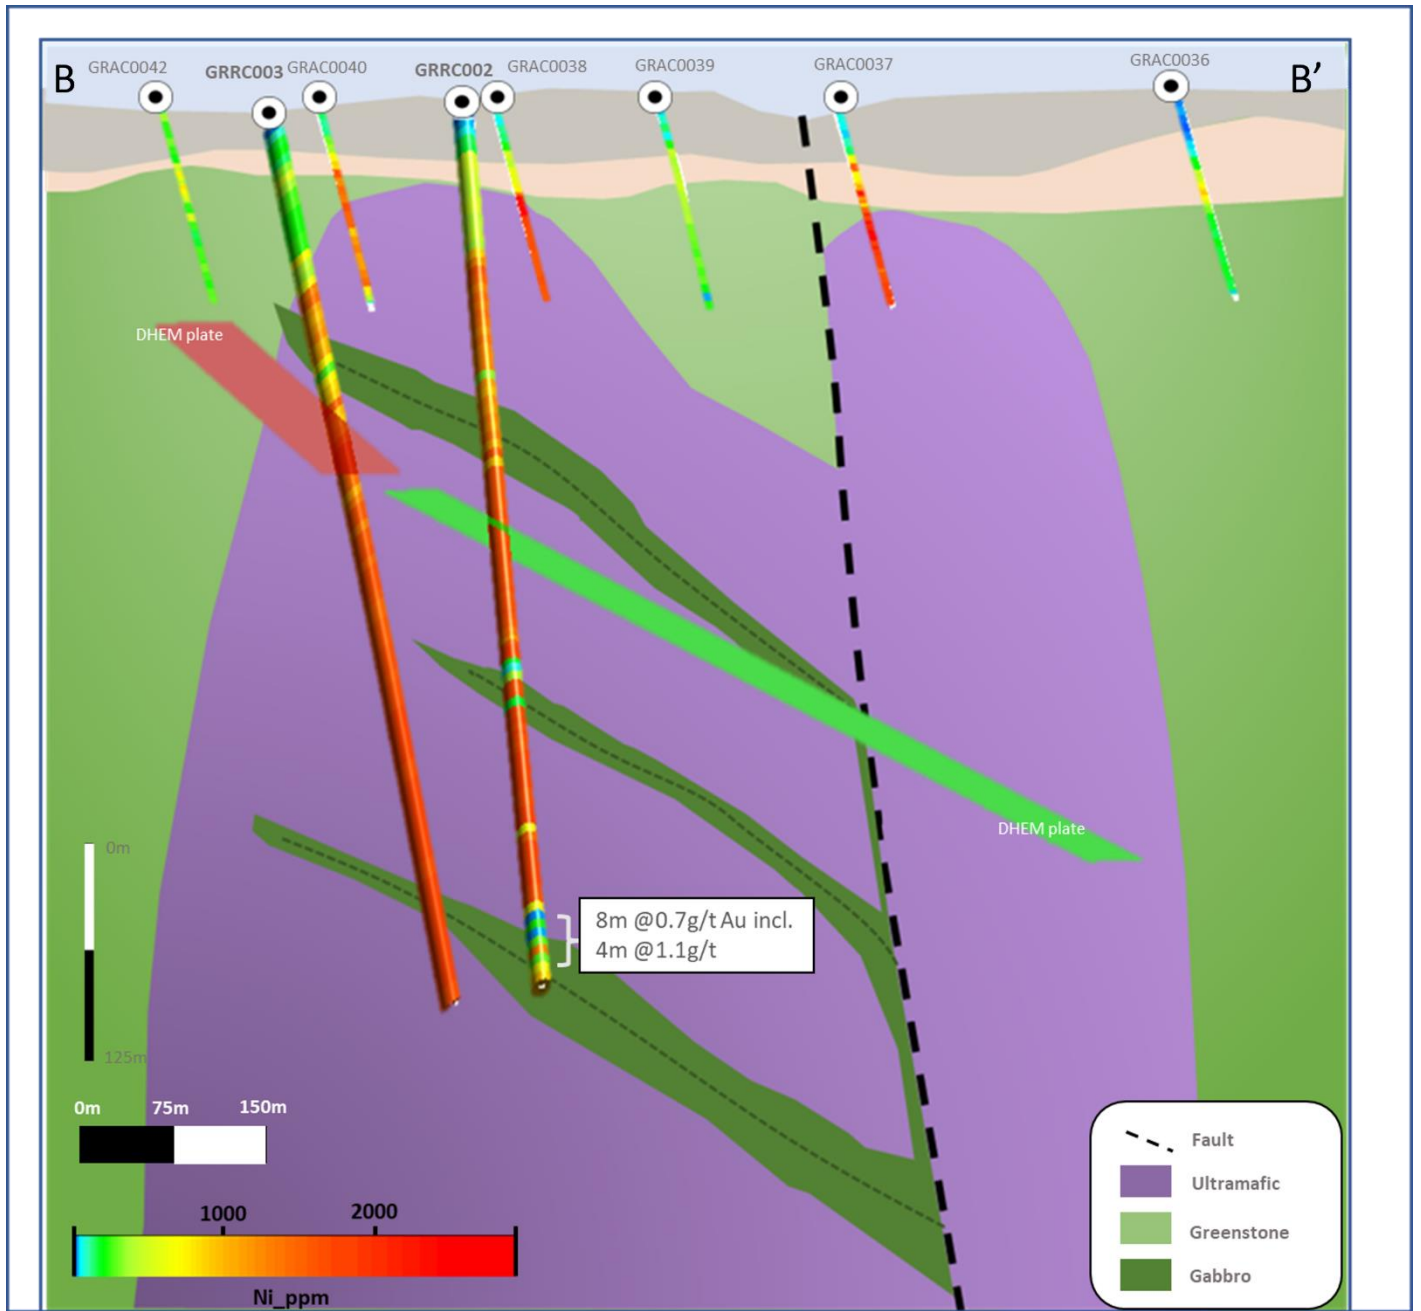 B
GRAC0042
GRRC003
GRAC0040
GRRC002
GRAC0038
GRAC0039
GRAC0037
GRAC0036
B’
DHEM plate
DHEM plate
0m
125m
8m @0.7g/t Au incl.
4m @1.1g/t
0m 75m 150m
1000 2000
Ni_ppm
Fault
Ultramafic
Greenstone
Gabbro